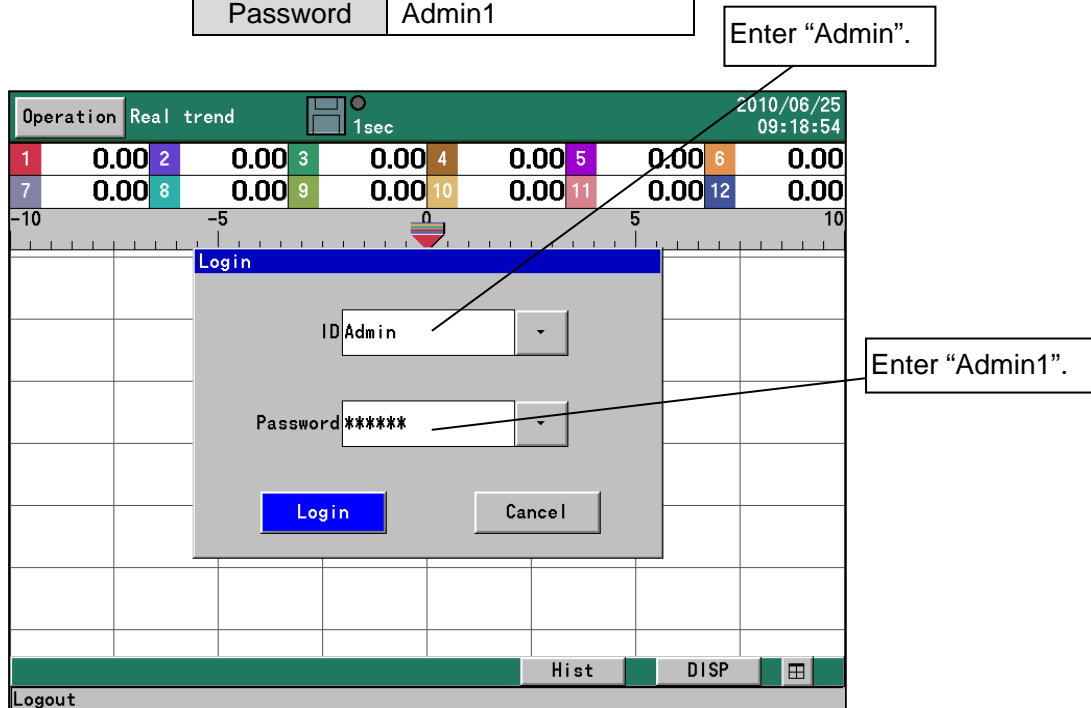 Password Admin1
Enter “Admin”.
Operation Real trend 1sec 2010/06/25
09:18:54
1 0.00 2 0.00 3 0.00 4 0.00 5 0.00 6 0.00
7 0.00 8 0.00 9 0.00 10 0.00 11 0.00 12 0.00
-10 -5 0 5 10
Login
ID Admin
Enter “Admin1”.
Password ******
Login Cancel
Hist DISP
Logout